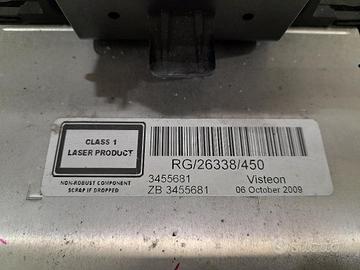 CLASS 1
LASER PRODUCT
NON-ROBUST COMPONENT
SCRAP IF DROPPED
RG/26338/450
3455681 Visteon
ZB 3455681 06 October 2009
subito